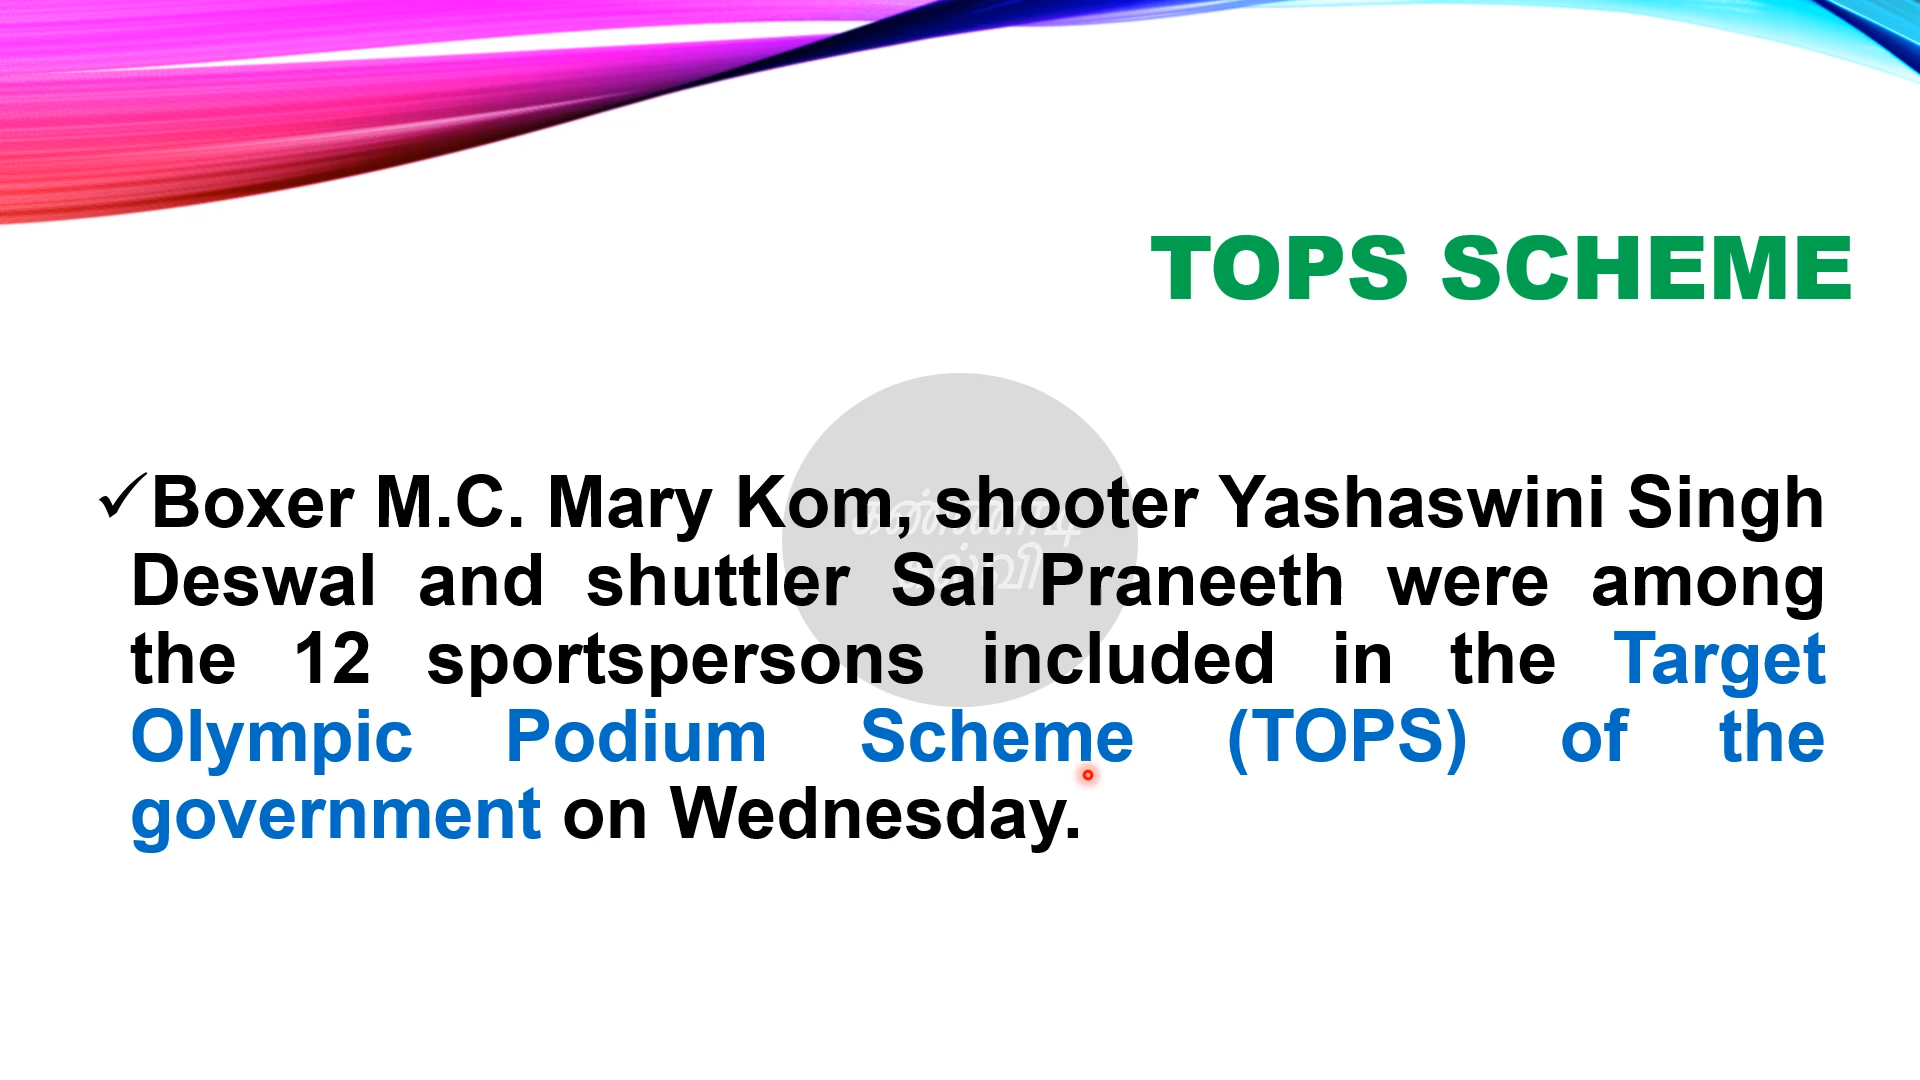 TOPS SCHEME
✓Boxer M.C. Mary Kom, shooter Yashaswini Singh
Deswal and shuttler Sai Praneeth were among
the 12 sportspersons included in the Target
Olympic Podium Scheme (TOPS) of the
government on Wednesday.